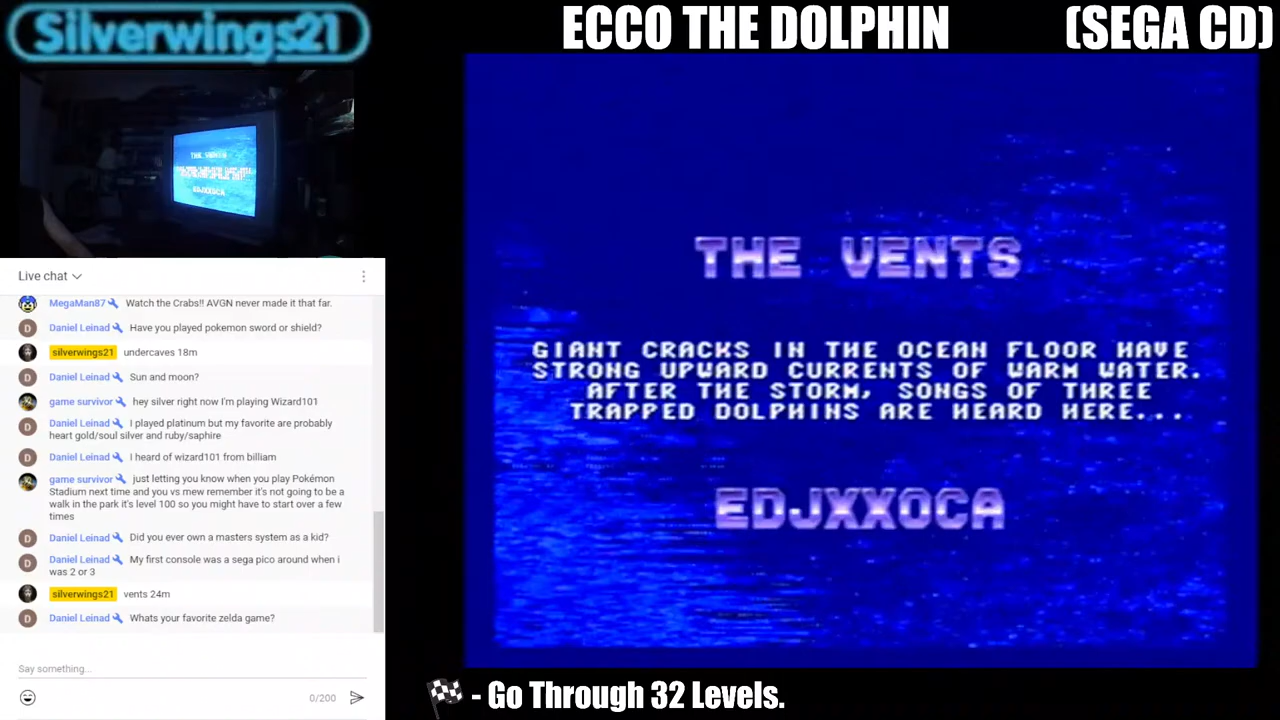 Silverwings21
ECCO THE DOLPHIN (SEGA CD)
THE VENTS
EDJXXOCA
Live chat
MegaMan87 Watch the Crabs!! AVGN never made it that far.
Daniel Leinad Have you played pokemon sword or shield?
silverwings21 undercaves 18m
Daniel Leinad Sun and moon?
game survivor hey silver right now I'm playing Wizard101
Daniel Leinad I played platinum but my favorite are probably
heart gold/soul silver and ruby/saphire
Daniel Leinad I heard of wizard101 from billiam
game survivor just letting you know when you play Pokémon
Stadium next time and you vs mew remember it's not going to be a
walk in the park it's level 100 so you might have to start over a few
times
Daniel Leinad Did you ever own a masters system as a kid?
Daniel Leinad My first console was a sega pico around when i
was 2 or 3
silverwings21 vents 24m
Daniel Leinad Whats your favorite zelda game?
Say something...
0/200
THE VENTS
GIANT CRACKS IN THE OCEAN FLOOR HAVE
STRONG UPWARD CURRENTS OF WARM WATER.
AFTER THE STORM, SONGS OF THREE
TRAPPED DOLPHINS ARE HEARD HERE...
EDJXXOCA
- Go Through 32 Levels.